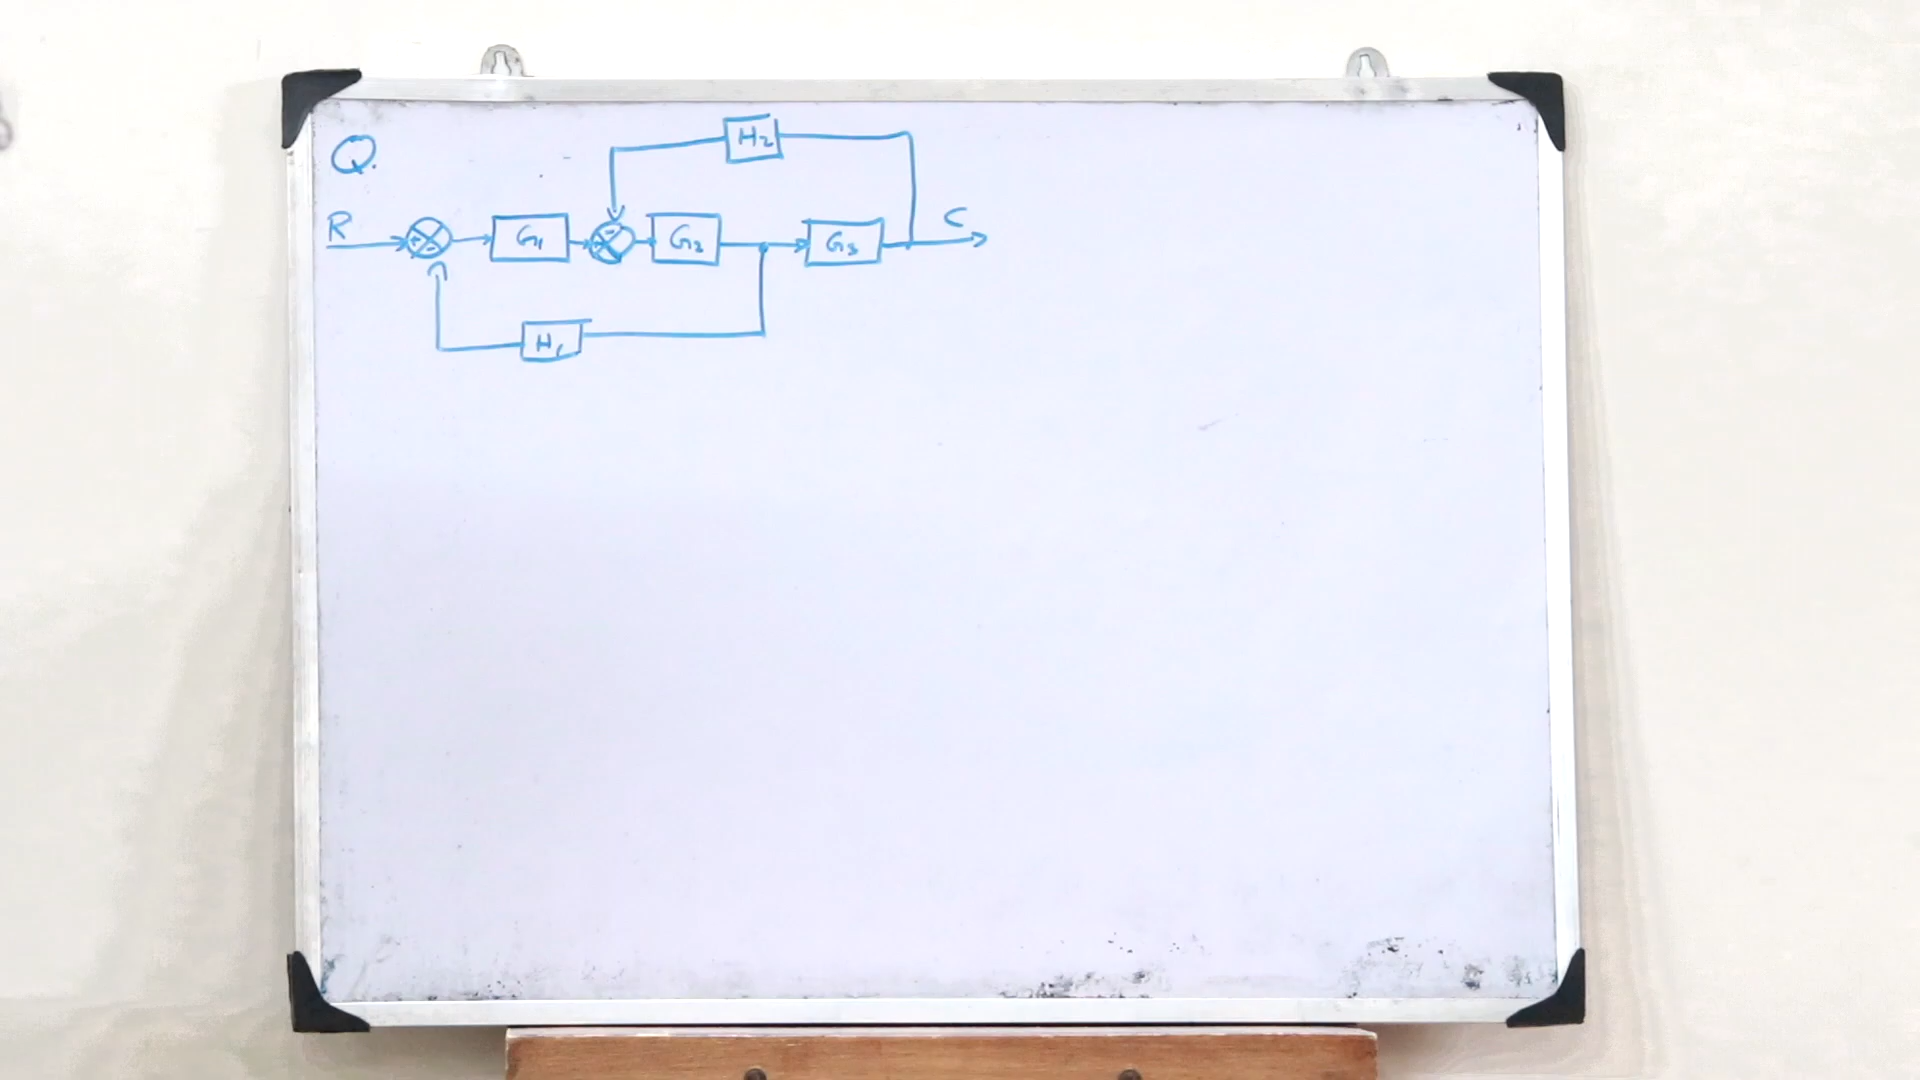 Q.
H₂
R + - G₁ + - G₂ G₃ C
H₁